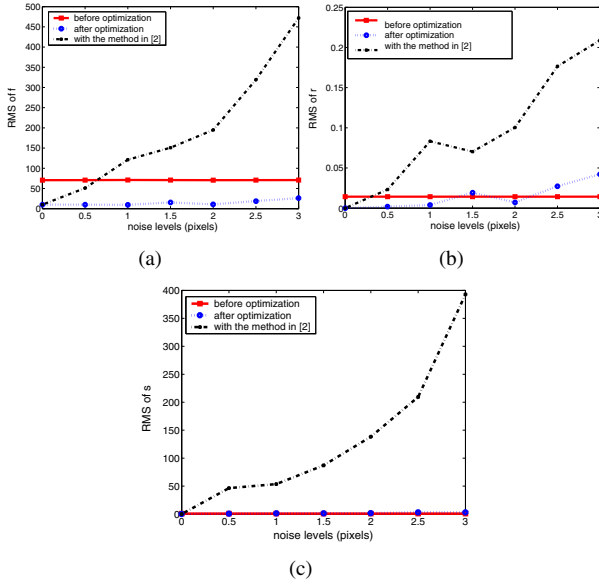 before optimization
after optimization
with the method in [2]
RMS of f
500
450
400
350
300
250
200
150
100
50
0
0 0.5 1 1.5 2 2.5 3
noise levels (pixels)
(a)
before optimization
after optimization
with the method in [2]
RMS of r
0.25
0.2
0.15
0.1
0.05
0
0 0.5 1 1.5 2 2.5 3
noise levels (pixels)
(b)
before optimization
after optimization
with the method in [2]
RMS of s
400
350
300
250
200
150
100
50
0
0 0.5 1 1.5 2 2.5 3
noise levels (pixels)
(c)